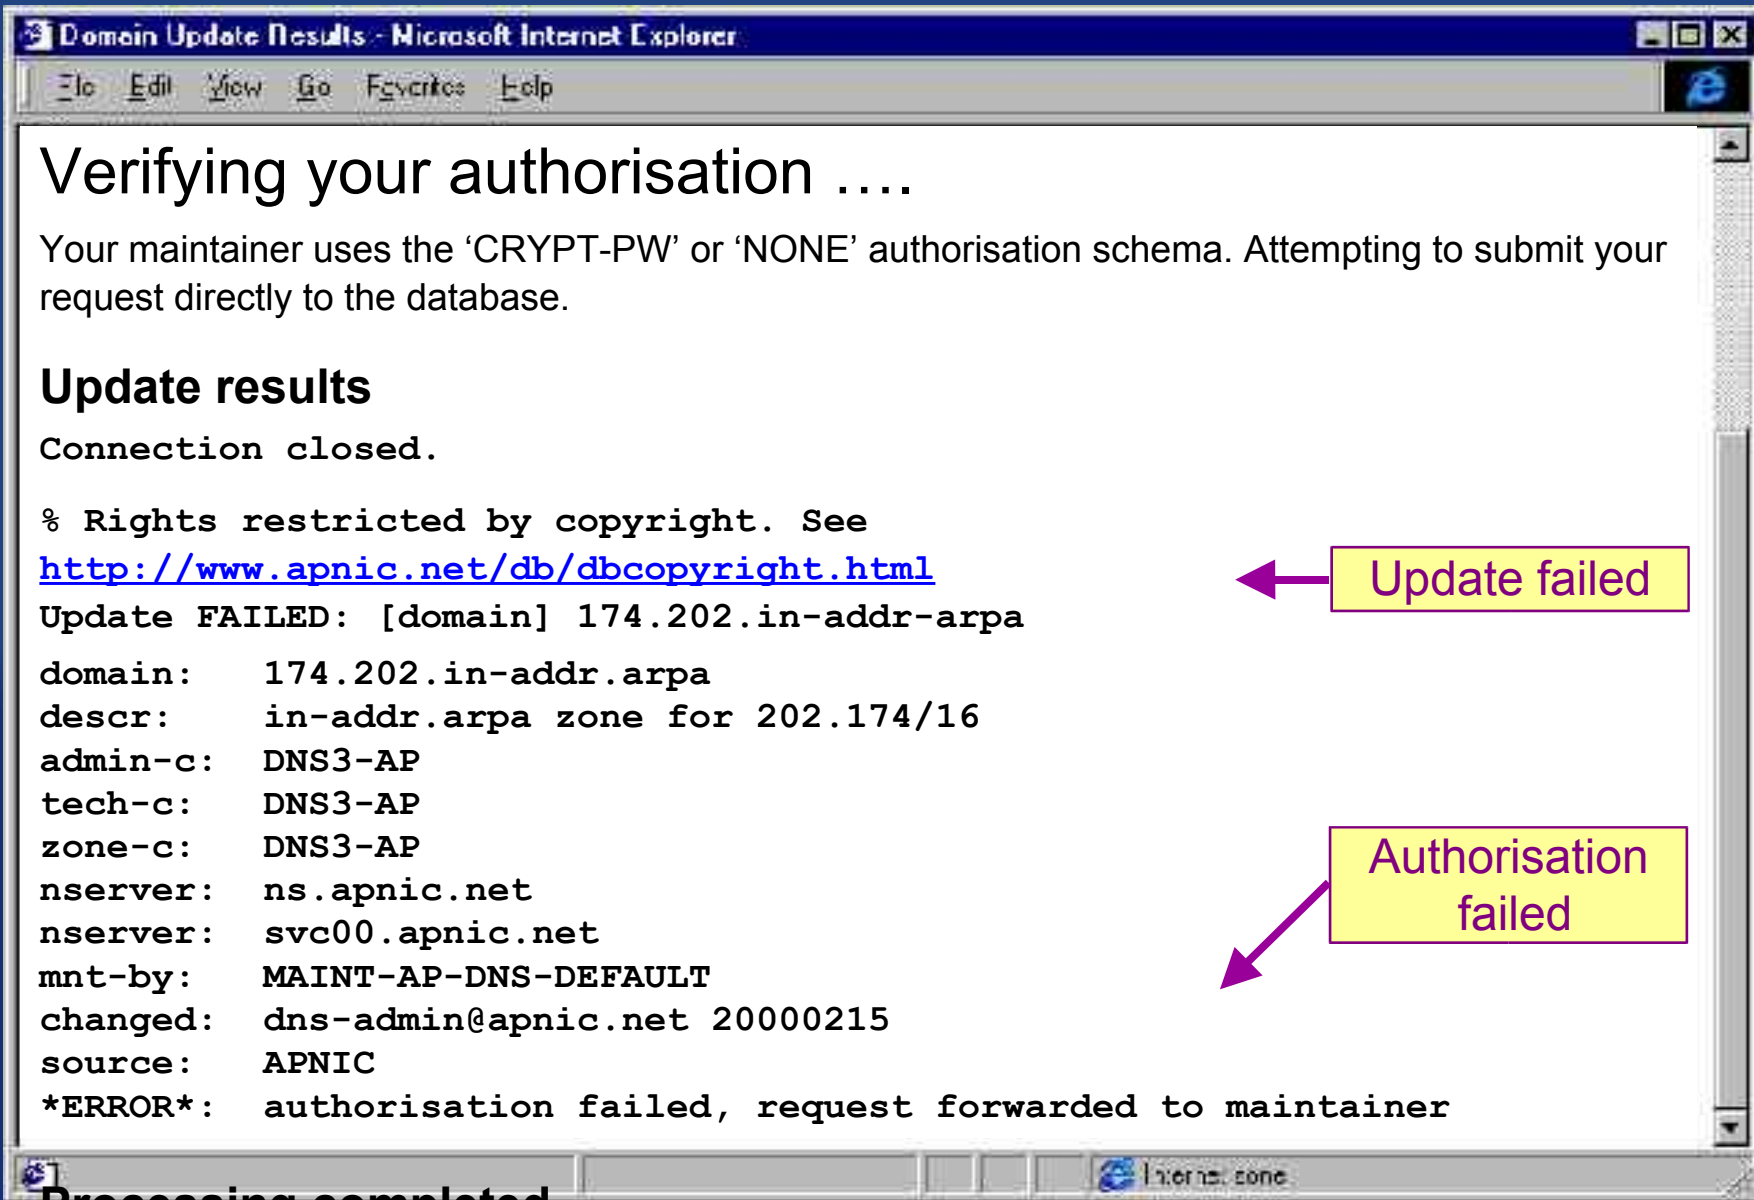 Domain Update Results - Microsoft Internet Explorer
File Edit View Go Favorites Help
Verifying your authorisation ….
Your maintainer uses the ‘CRYPT-PW’ or ‘NONE’ authorisation schema. Attempting to submit your
request directly to the database.
Update results
Connection closed.
% Rights restricted by copyright. See
http://www.apnic.net/db/dbcopyright.html
Update failed
Update FAILED: [domain] 174.202.in-addr-arpa
domain: 174.202.in-addr.arpa
descr: in-addr.arpa zone for 202.174/16
admin-c: DNS3-AP
tech-c: DNS3-AP
zone-c: DNS3-AP
Authorisation
failed
nserver: ns.apnic.net
nserver: svc00.apnic.net
mnt-by: MAINT-AP-DNS-DEFAULT
changed: dns-admin@apnic.net 20000215
source: APNIC
*ERROR*: authorisation failed, request forwarded to maintainer
Internet zone
Processing completed